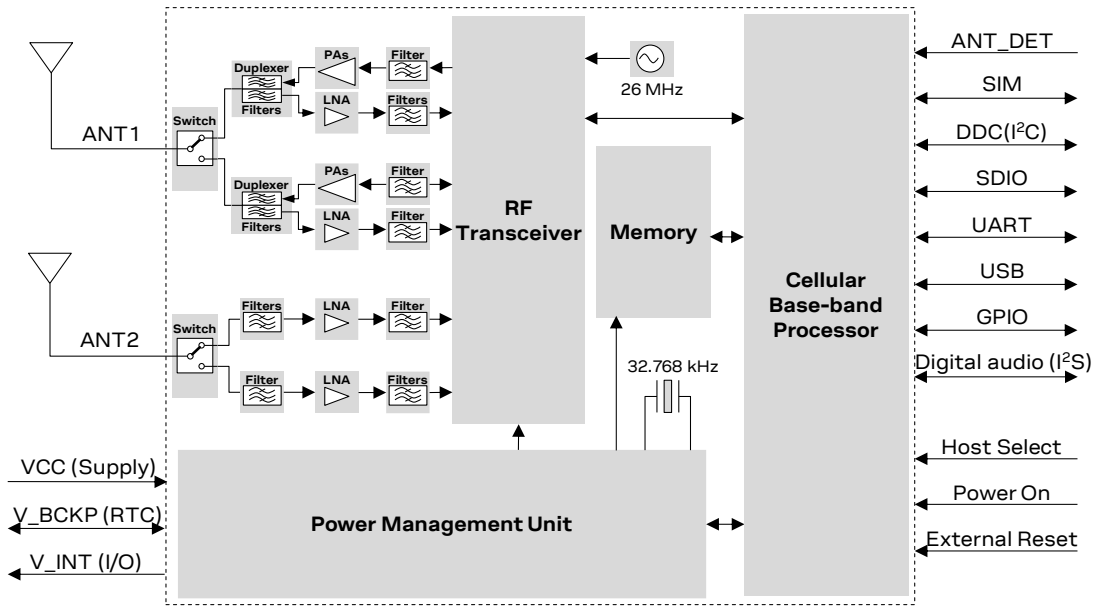 PAs
Filter
Duplexer
Filters
LNA
Filters
Switch
ANT1
PAs
Filter
Duplexer
Filters
LNA
Filter
RF
Transceiver
26 MHz
Memory
Cellular
Base-band
Processor
ANT_DET
SIM
DDC(I²C)
SDIO
UART
USB
GPIO
Digital audio (I²S)
Host Select
Power On
External Reset
Switch
ANT2
Filters
LNA
Filter
Filter
LNA
Filters
32.768 kHz
VCC (Supply)
V_BCKP (RTC)
V_INT (I/O)
Power Management Unit